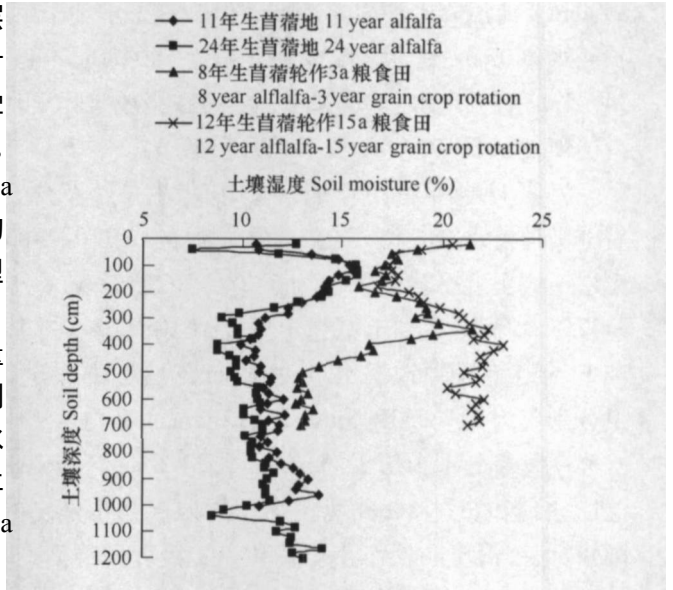 11年生苜蓿地 11 year alfalfa
24年生苜蓿地 24 year alfalfa
8年生苜蓿轮作3a粮食田
8 year alflalfa-3 year grain crop rotation
12年生苜蓿轮作15a 粮食田
12 year alflalfa-15 year grain crop rotation
土壤湿度 Soil moisture (%)
5 10 15 20 25
0
100
200
300
400
500
600
700
800
900
1000
1100
1200
土壤深度 Soil depth (cm)
a
a